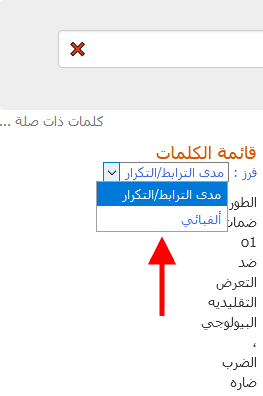 كلمات ذات صلة ...
قائمة الكلمات
فرز : مدى الترابط/التكرار
مدى الترابط/التكرار
ألفبائي
الطور
ضمات
o1
ضد
التعرض
التقليديه
البيولوجي
،
الضرب
ضاره